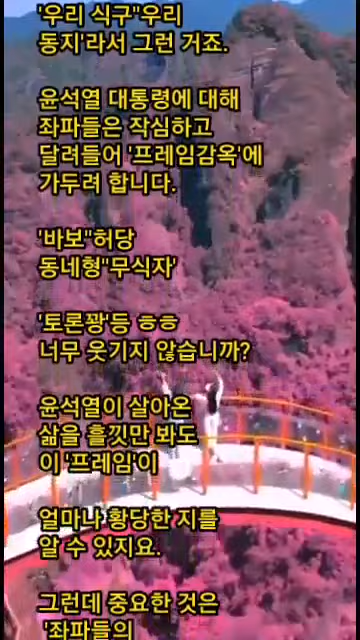 '우리 식구''우리
동지'라서 그런 거죠.
윤석열 대통령에 대해
좌파들은 작심하고
달려들어 '프레임감옥'에
가두려 합니다.
'바보''허당
동네형''무식자'
'토론꽝'등 ㅎㅎ
너무 웃기지 않습니까?
윤석열이 살아온
삶을 흘낏만 봐도
이 '프레임'이
얼마나 황당한 지를
알 수 있지요.
그런데 중요한 것은
'좌파들의